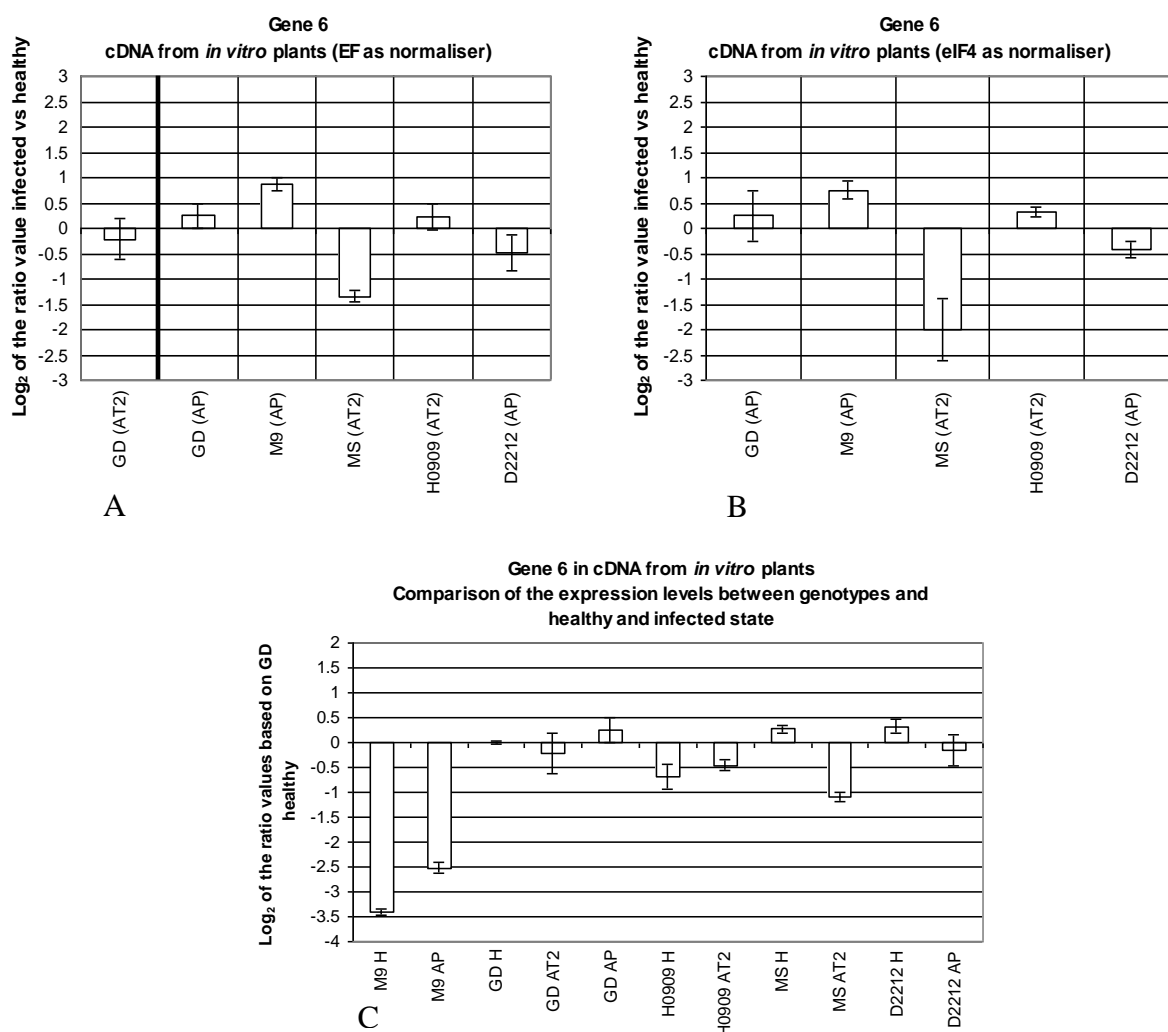 Gene 6
cDNA from in vitro plants (EF as normaliser)
Log₂ of the ratio value infected vs healthy
3
2.5
2
1.5
1
0.5
0
-0.5
-1
-1.5
-2
-2.5
-3
GD (AT2)
GD (AP)
M9 (AP)
MS (AT2)
H0909 (AT2)
D2212 (AP)
A
Gene 6
cDNA from in vitro plants (eIF4 as normaliser)
Log₂ of the ratio value infected vs healthy
3
2.5
2
1.5
1
0.5
0
-0.5
-1
-1.5
-2
-2.5
-3
GD (AP)
M9 (AP)
MS (AT2)
H0909 (AT2)
D2212 (AP)
B
Gene 6 in cDNA from in vitro plants
Comparison of the expression levels between genotypes and
healthy and infected state
Log₂ of the ratio values based on GD
healthy
2
1.5
1
0.5
0
-0.5
-1
-1.5
-2
-2.5
-3
-3.5
-4
M9 H
M9 AP
GD H
GD AT2
GD AP
H0909 H
H0909 AT2
MS H
MS AT2
D2212 H
D2212 AP
C